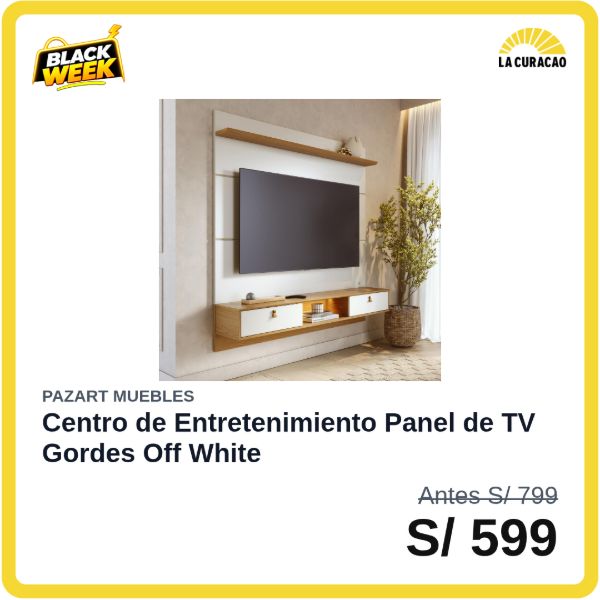 BLACK
WEEK
LA CURACAO
PAZART MUEBLES
Centro de Entretenimiento Panel de TV
Gordes Off White
Antes S/ 799
S/ 599